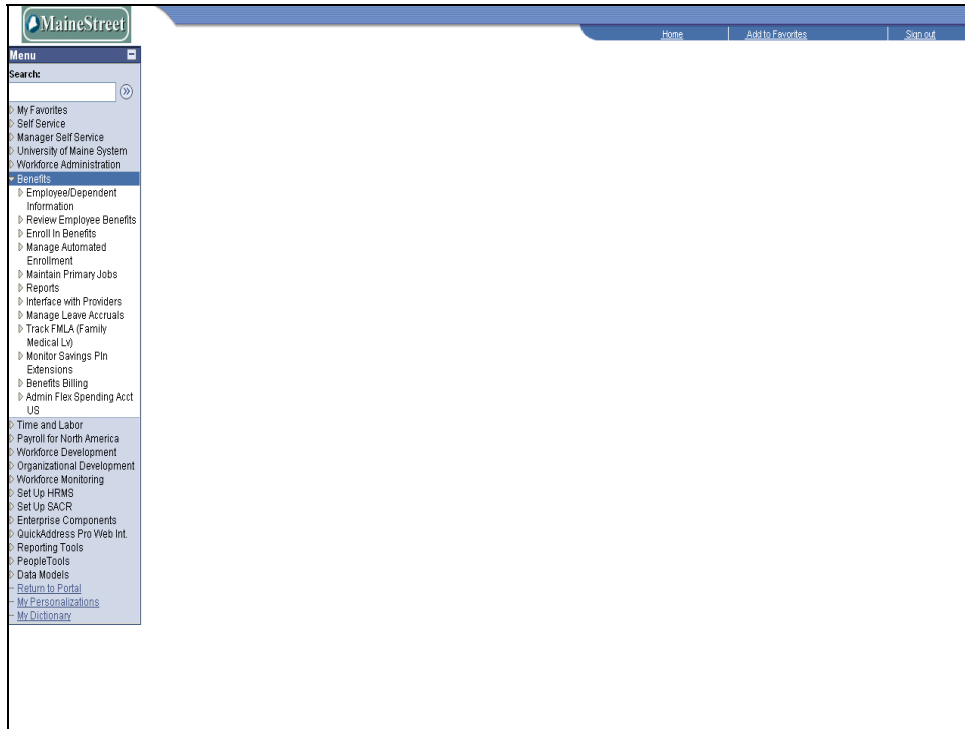 MaineStreet
Home
Add to Favorites
Sign out
Menu
Search:
My Favorites
Self Service
Manager Self Service
University of Maine System
Workforce Administration
Benefits
Employee/Dependent
Information
Review Employee Benefits
Enroll In Benefits
Manage Automated
Enrollment
Maintain Primary Jobs
Reports
Interface with Providers
Manage Leave Accruals
Track FMLA (Family
Medical Lv)
Monitor Savings Pln
Extensions
Benefits Billing
Admin Flex Spending Acct
US
Time and Labor
Payroll for North America
Workforce Development
Organizational Development
Workforce Monitoring
Set Up HRMS
Set Up SACR
Enterprise Components
QuickAddress Pro Web Int.
Reporting Tools
PeopleTools
Data Models
Return to Portal
My Personalizations
My Dictionary